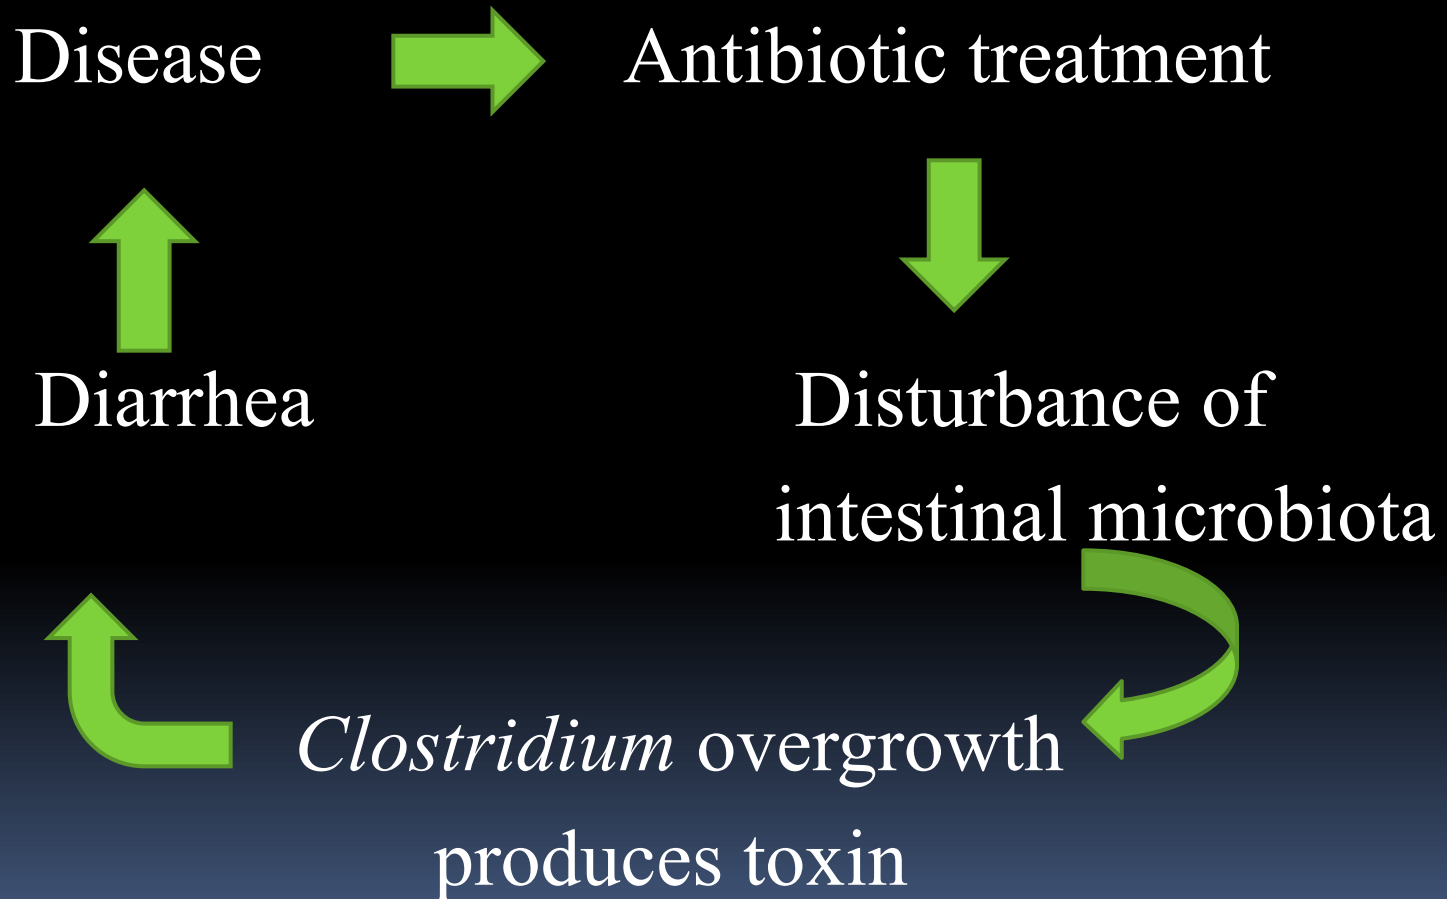 Disease
Antibiotic treatment
Diarrhea
Disturbance of
intestinal microbiota
Clostridium overgrowth
produces toxin